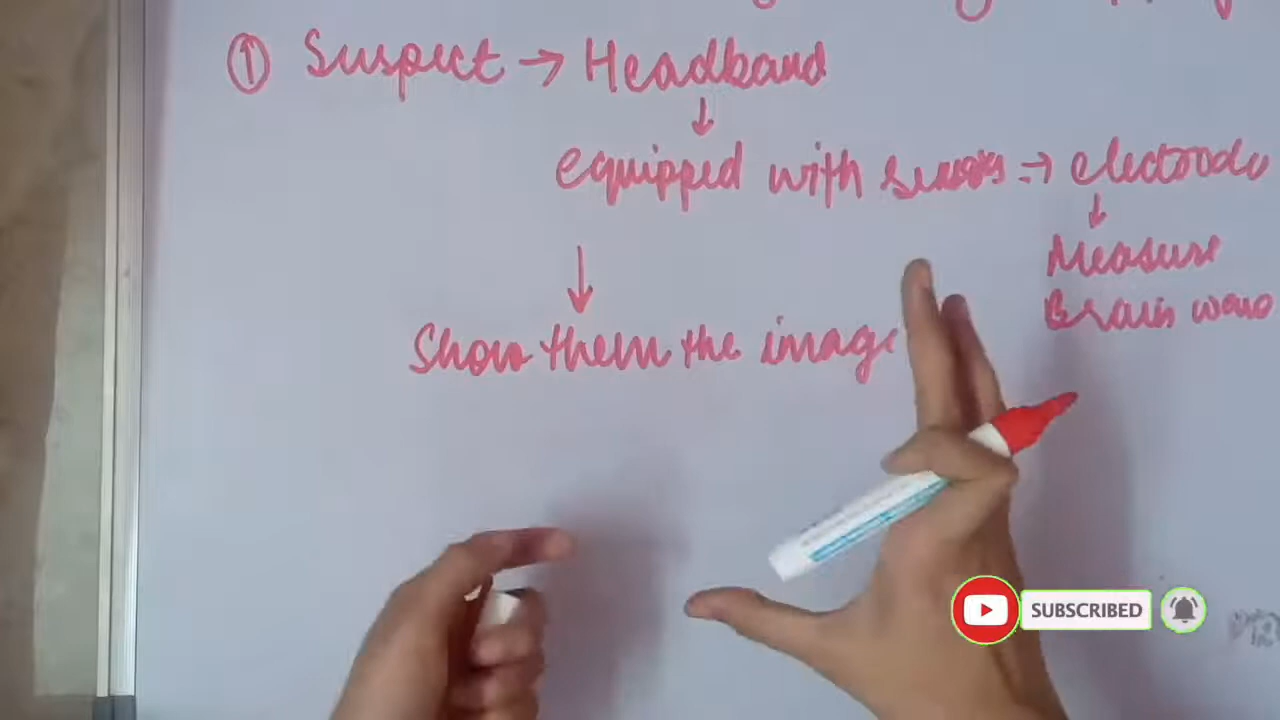 ① Suspect → Headband
↓
equipped with sensors → electrode
↓
Measure
Brain wave
↓
Show them the image
SUBSCRIBED